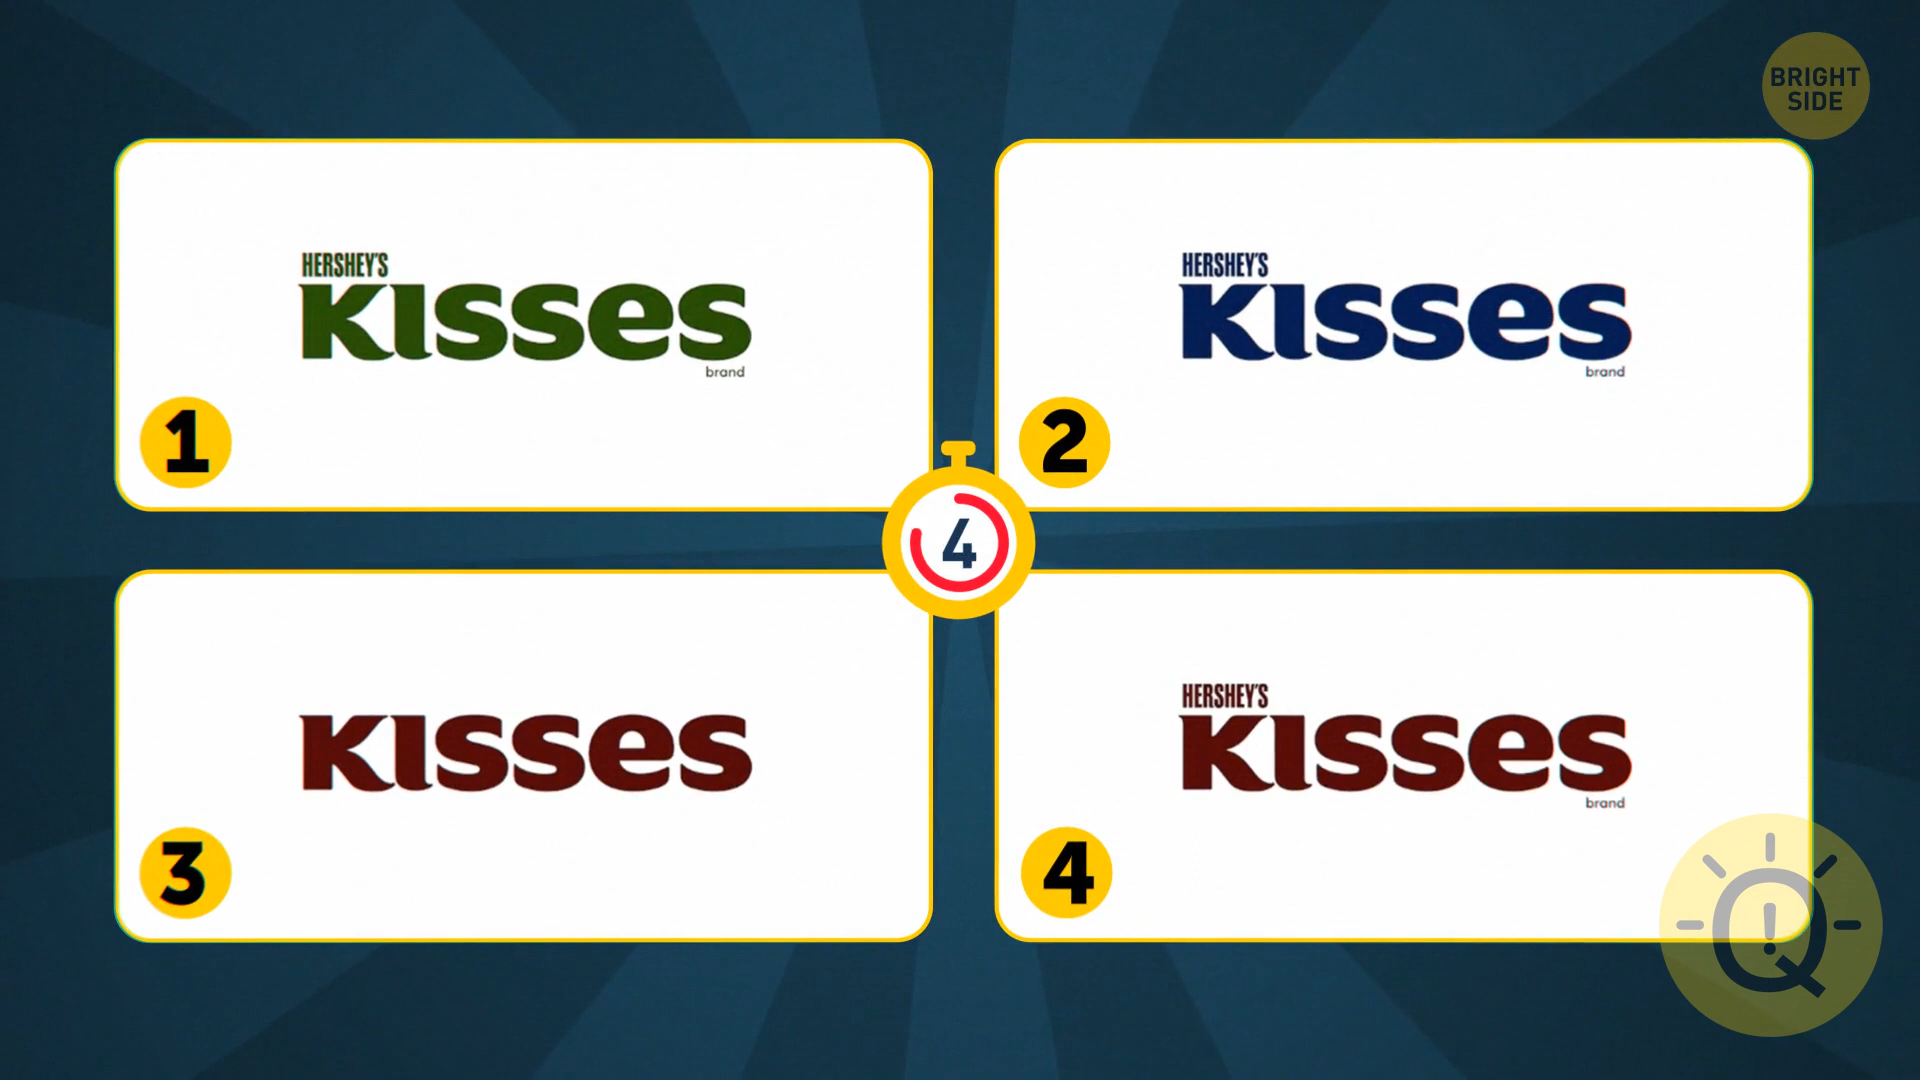 BRIGHT
SIDE
HERSHEY'S
KISSES
brand
1
HERSHEY'S
KISSES
brand
2
4
KISSES
3
HERSHEY'S
KISSES
brand
4
Q!